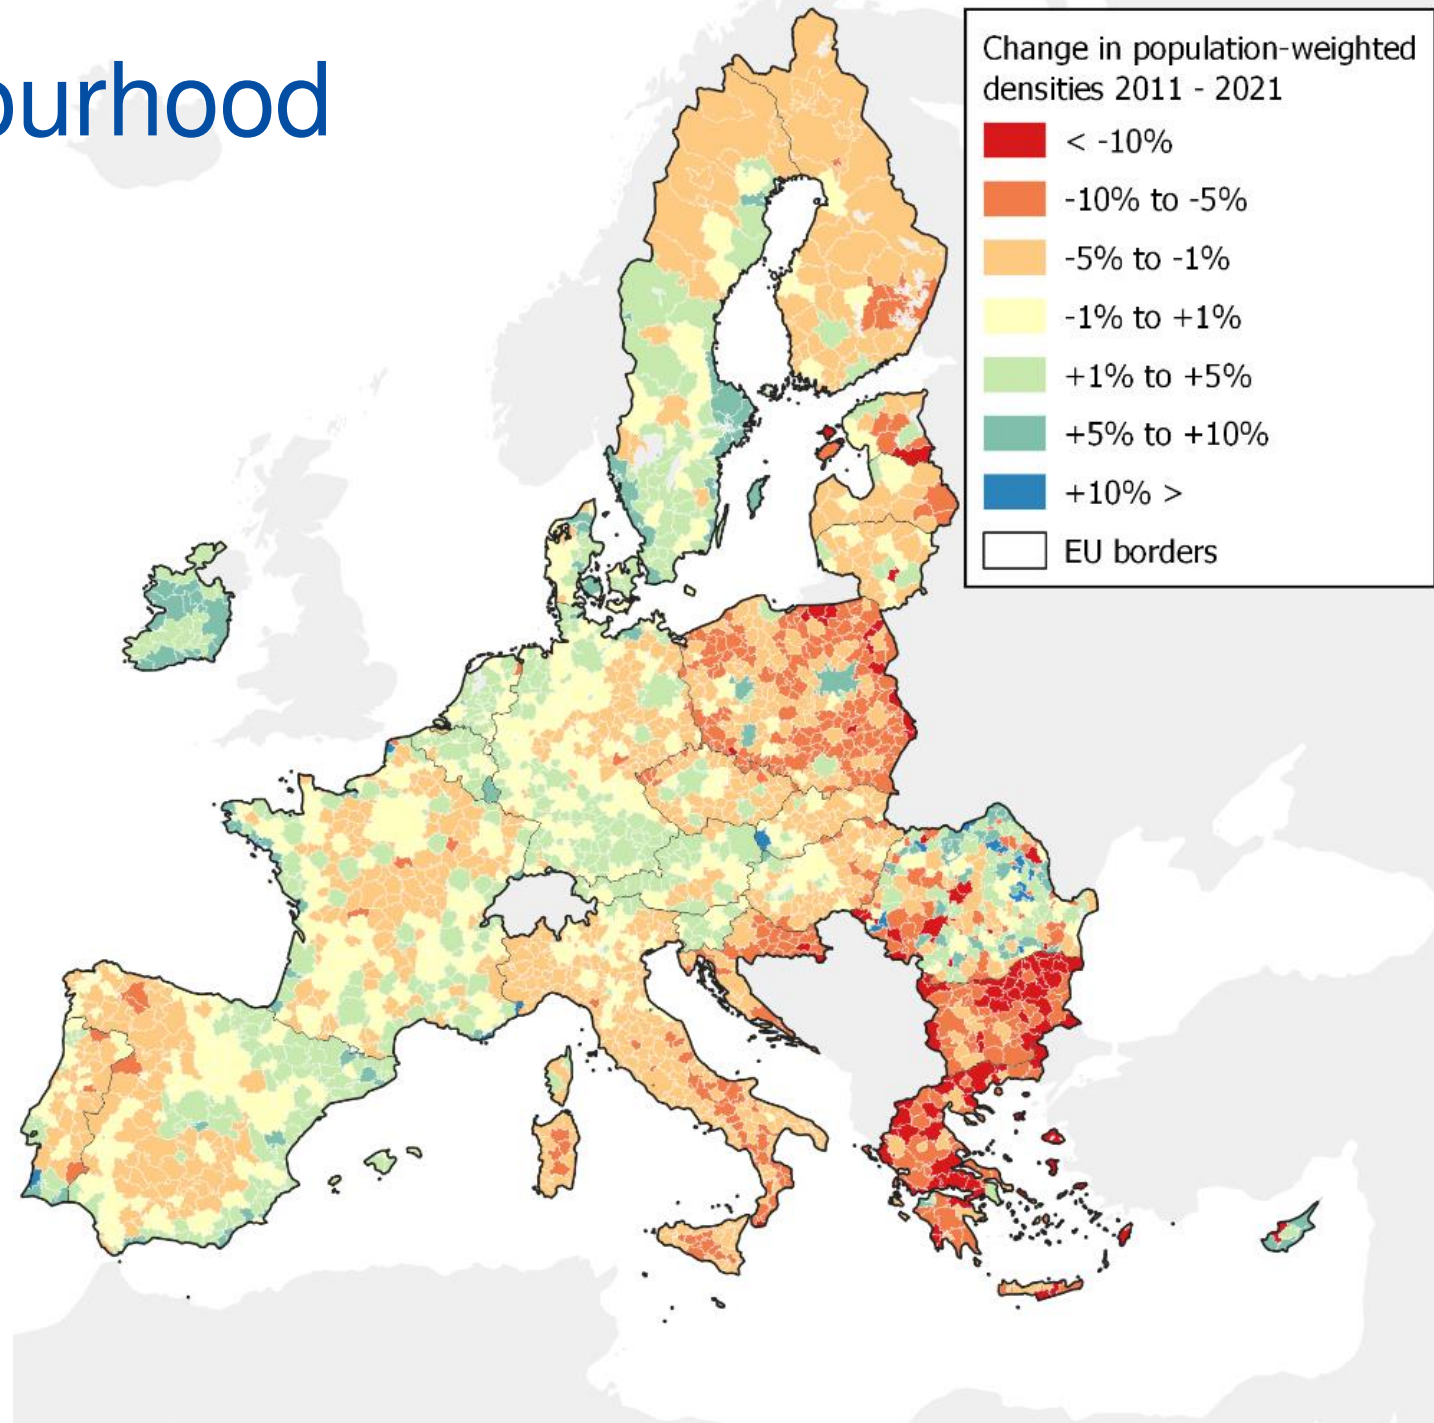 ourhood
Change in population-weighted
densities 2011 - 2021
< -10%
-10% to -5%
-5% to -1%
-1% to +1%
+1% to +5%
+5% to +10%
+10% >
EU borders